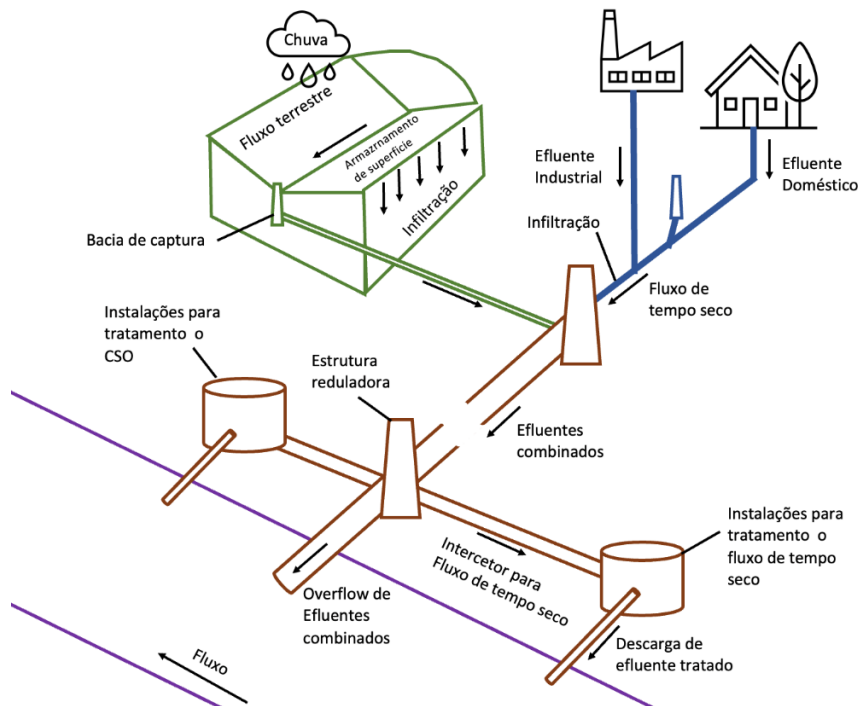 Chuva
Fluxo terrestre
Armazrnamento
de superfície
Infiltração
Bacia de captura
Efluente
Industrial
Efluente
Doméstico
Infiltração
Fluxo de
tempo seco
Instalações para
tratamento o
CSO
Estrutura
reduladora
Efluentes
combinados
Instalações para
tratamento o
fluxo de tempo
seco
Intercetor para
Fluxo de tempo seco
Overflow de
Efluentes
combinados
Descarga de
efluente tratado
Fluxo